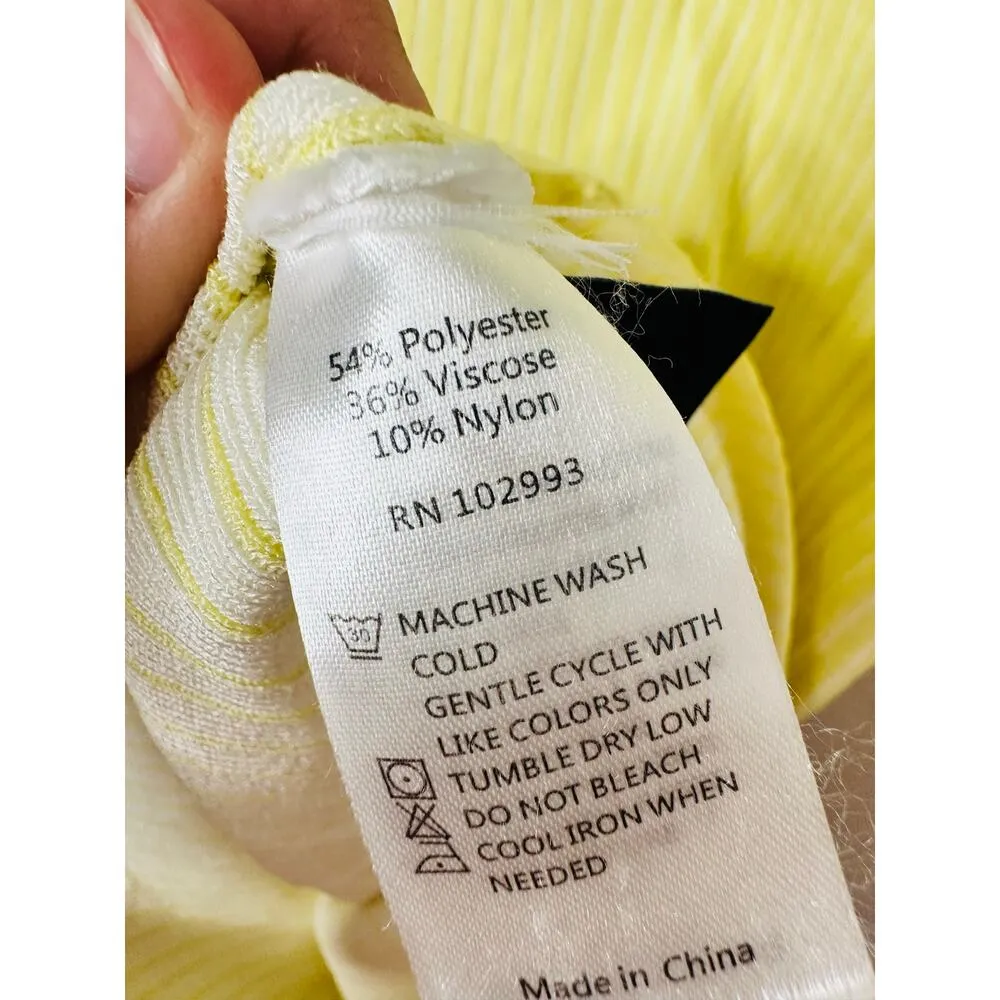 54% Polyester
36% Viscose
10% Nylon
RN 102993
30
MACHINE WASH
COLD
GENTLE CYCLE WITH
LIKE COLORS ONLY
TUMBLE DRY LOW
DO NOT BLEACH
COOL IRON WHEN
NEEDED
Made in China